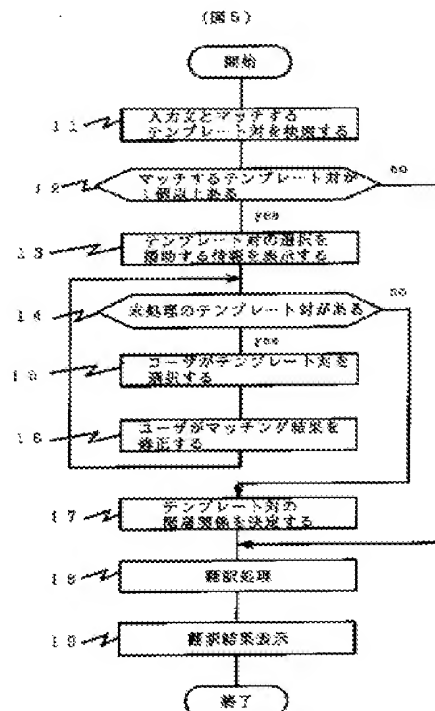 (図5)
開始
11
入力文とマッチする
テンプレート対を検索する
12
マッチするテンプレート対が
1個以上ある
no
yes
13
テンプレート対の選択を
援助する情報を表示する
14
未処理のテンプレート対がある
no
yes
15
ユーザがテンプレート対を
選択する
16
ユーザがマッチング結果を
修正する
17
テンプレート対の
階層関係を決定する
18
翻訳処理
19
翻訳結果表示
終了